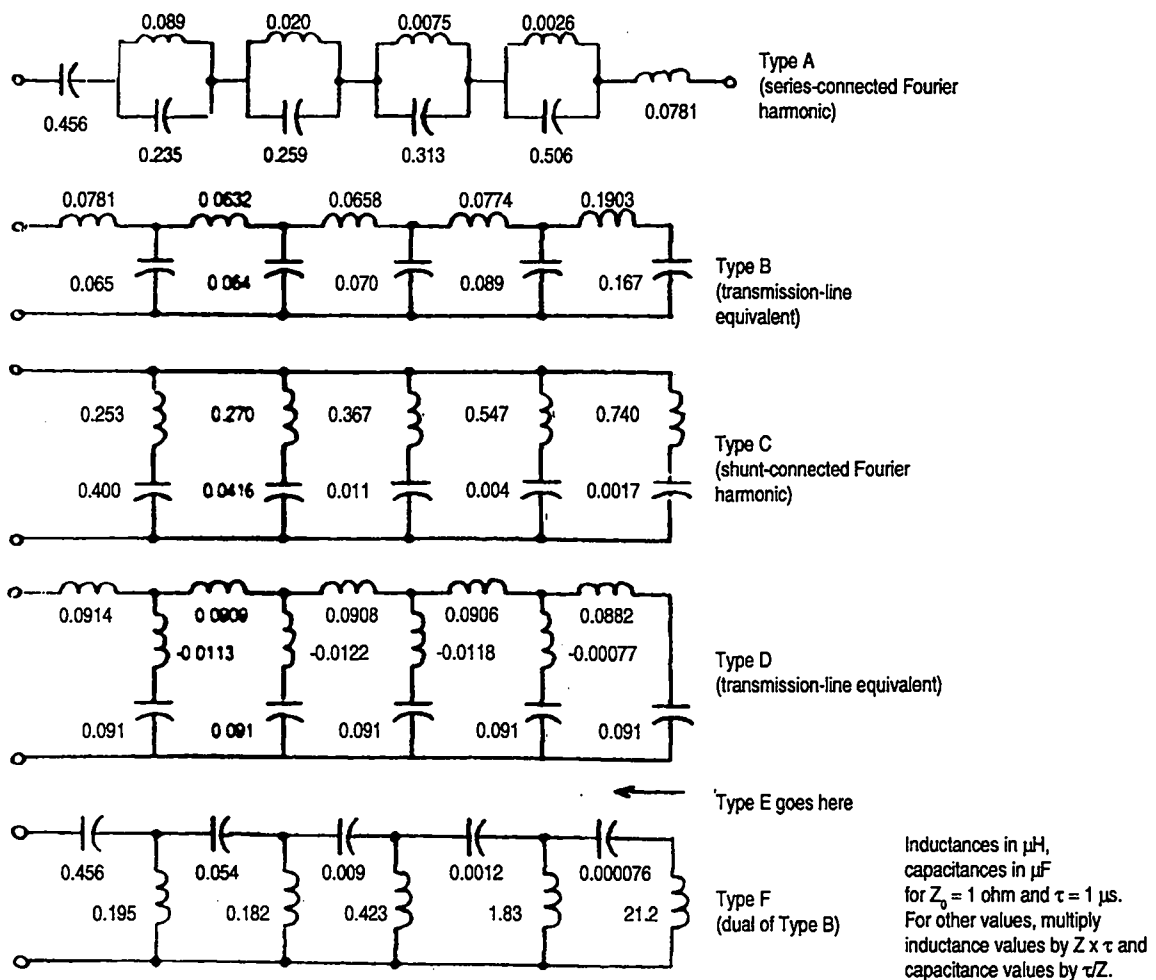 0.089 0.020 0.0075 0.0026
Type A
(series-connected Fourier
harmonic)
0.456 0.0781
0.235 0.259 0.313 0.506
0.0781 0.0632 0.0658 0.0774 0.1903
0.065 0.064 0.070 0.089 0.167
Type B
(transmission-line
equivalent)
0.253 0.270 0.367 0.547 0.740
Type C
(shunt-connected Fourier
harmonic)
0.400 0.0416 0.011 0.004 0.0017
0.0914 0.0909 0.0908 0.0906 0.0882
-0.0113 -0.0122 -0.0118 -0.00077
Type D
(transmission-line equivalent)
0.091 0.091 0.091 0.091 0.091
Type E goes here
0.456 0.054 0.009 0.0012 0.000076
0.195 0.182 0.423 1.83 21.2
Type F
(dual of Type B)
Inductances in µH,
capacitances in µF
for Z₀ = 1 ohm and τ = 1 µs.
For other values, multiply
inductance values by Z x τ and
capacitance values by τ/Z.